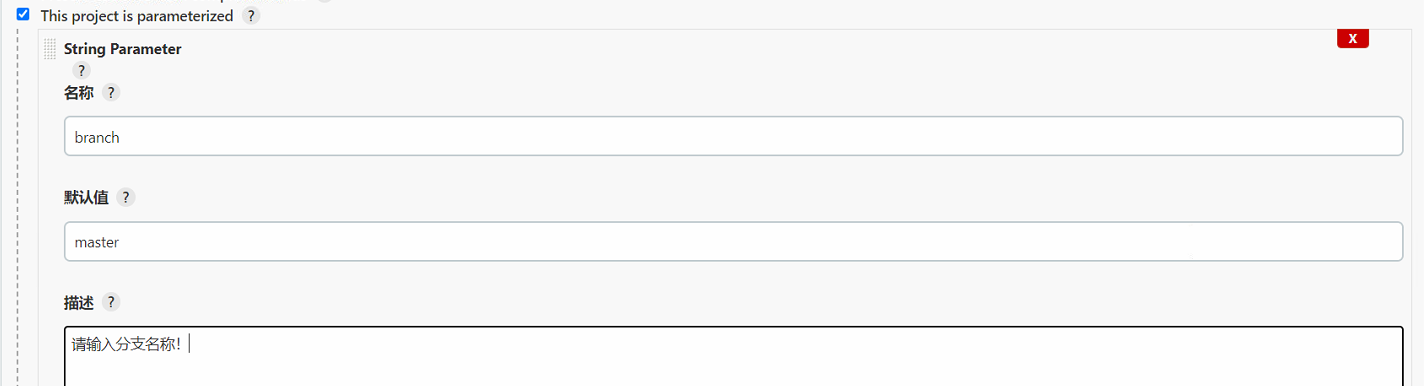 This project is parameterized ?
String Parameter
?
名称 ?
branch
默认值 ?
master
描述 ?
请输入分支名称！
X